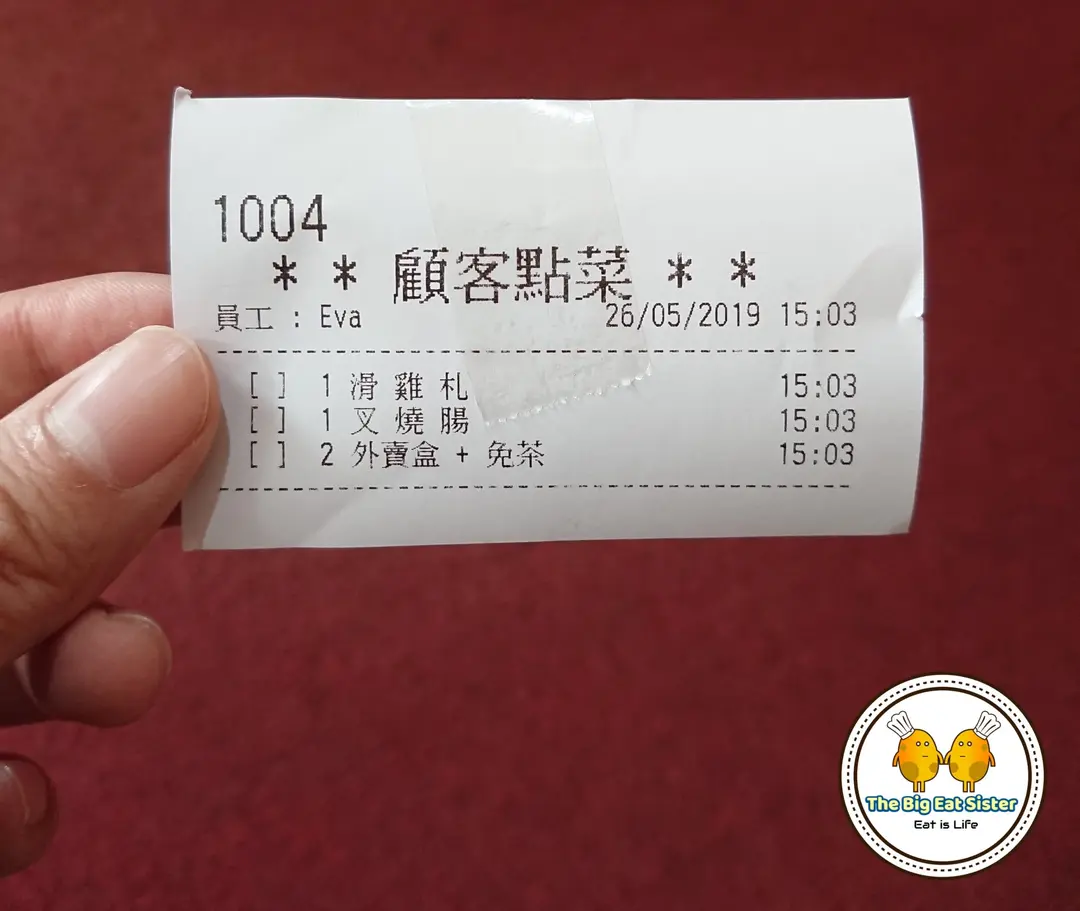 1004
* * 顧客點菜 * *
員工 : Eva 26/05/2019 15:03
[ ] 1 滑 雞 札 15:03
[ ] 1 叉 燒 腸 15:03
[ ] 2 外賣盒 + 免茶 15:03
The Big Eat Sister
Eat is Life